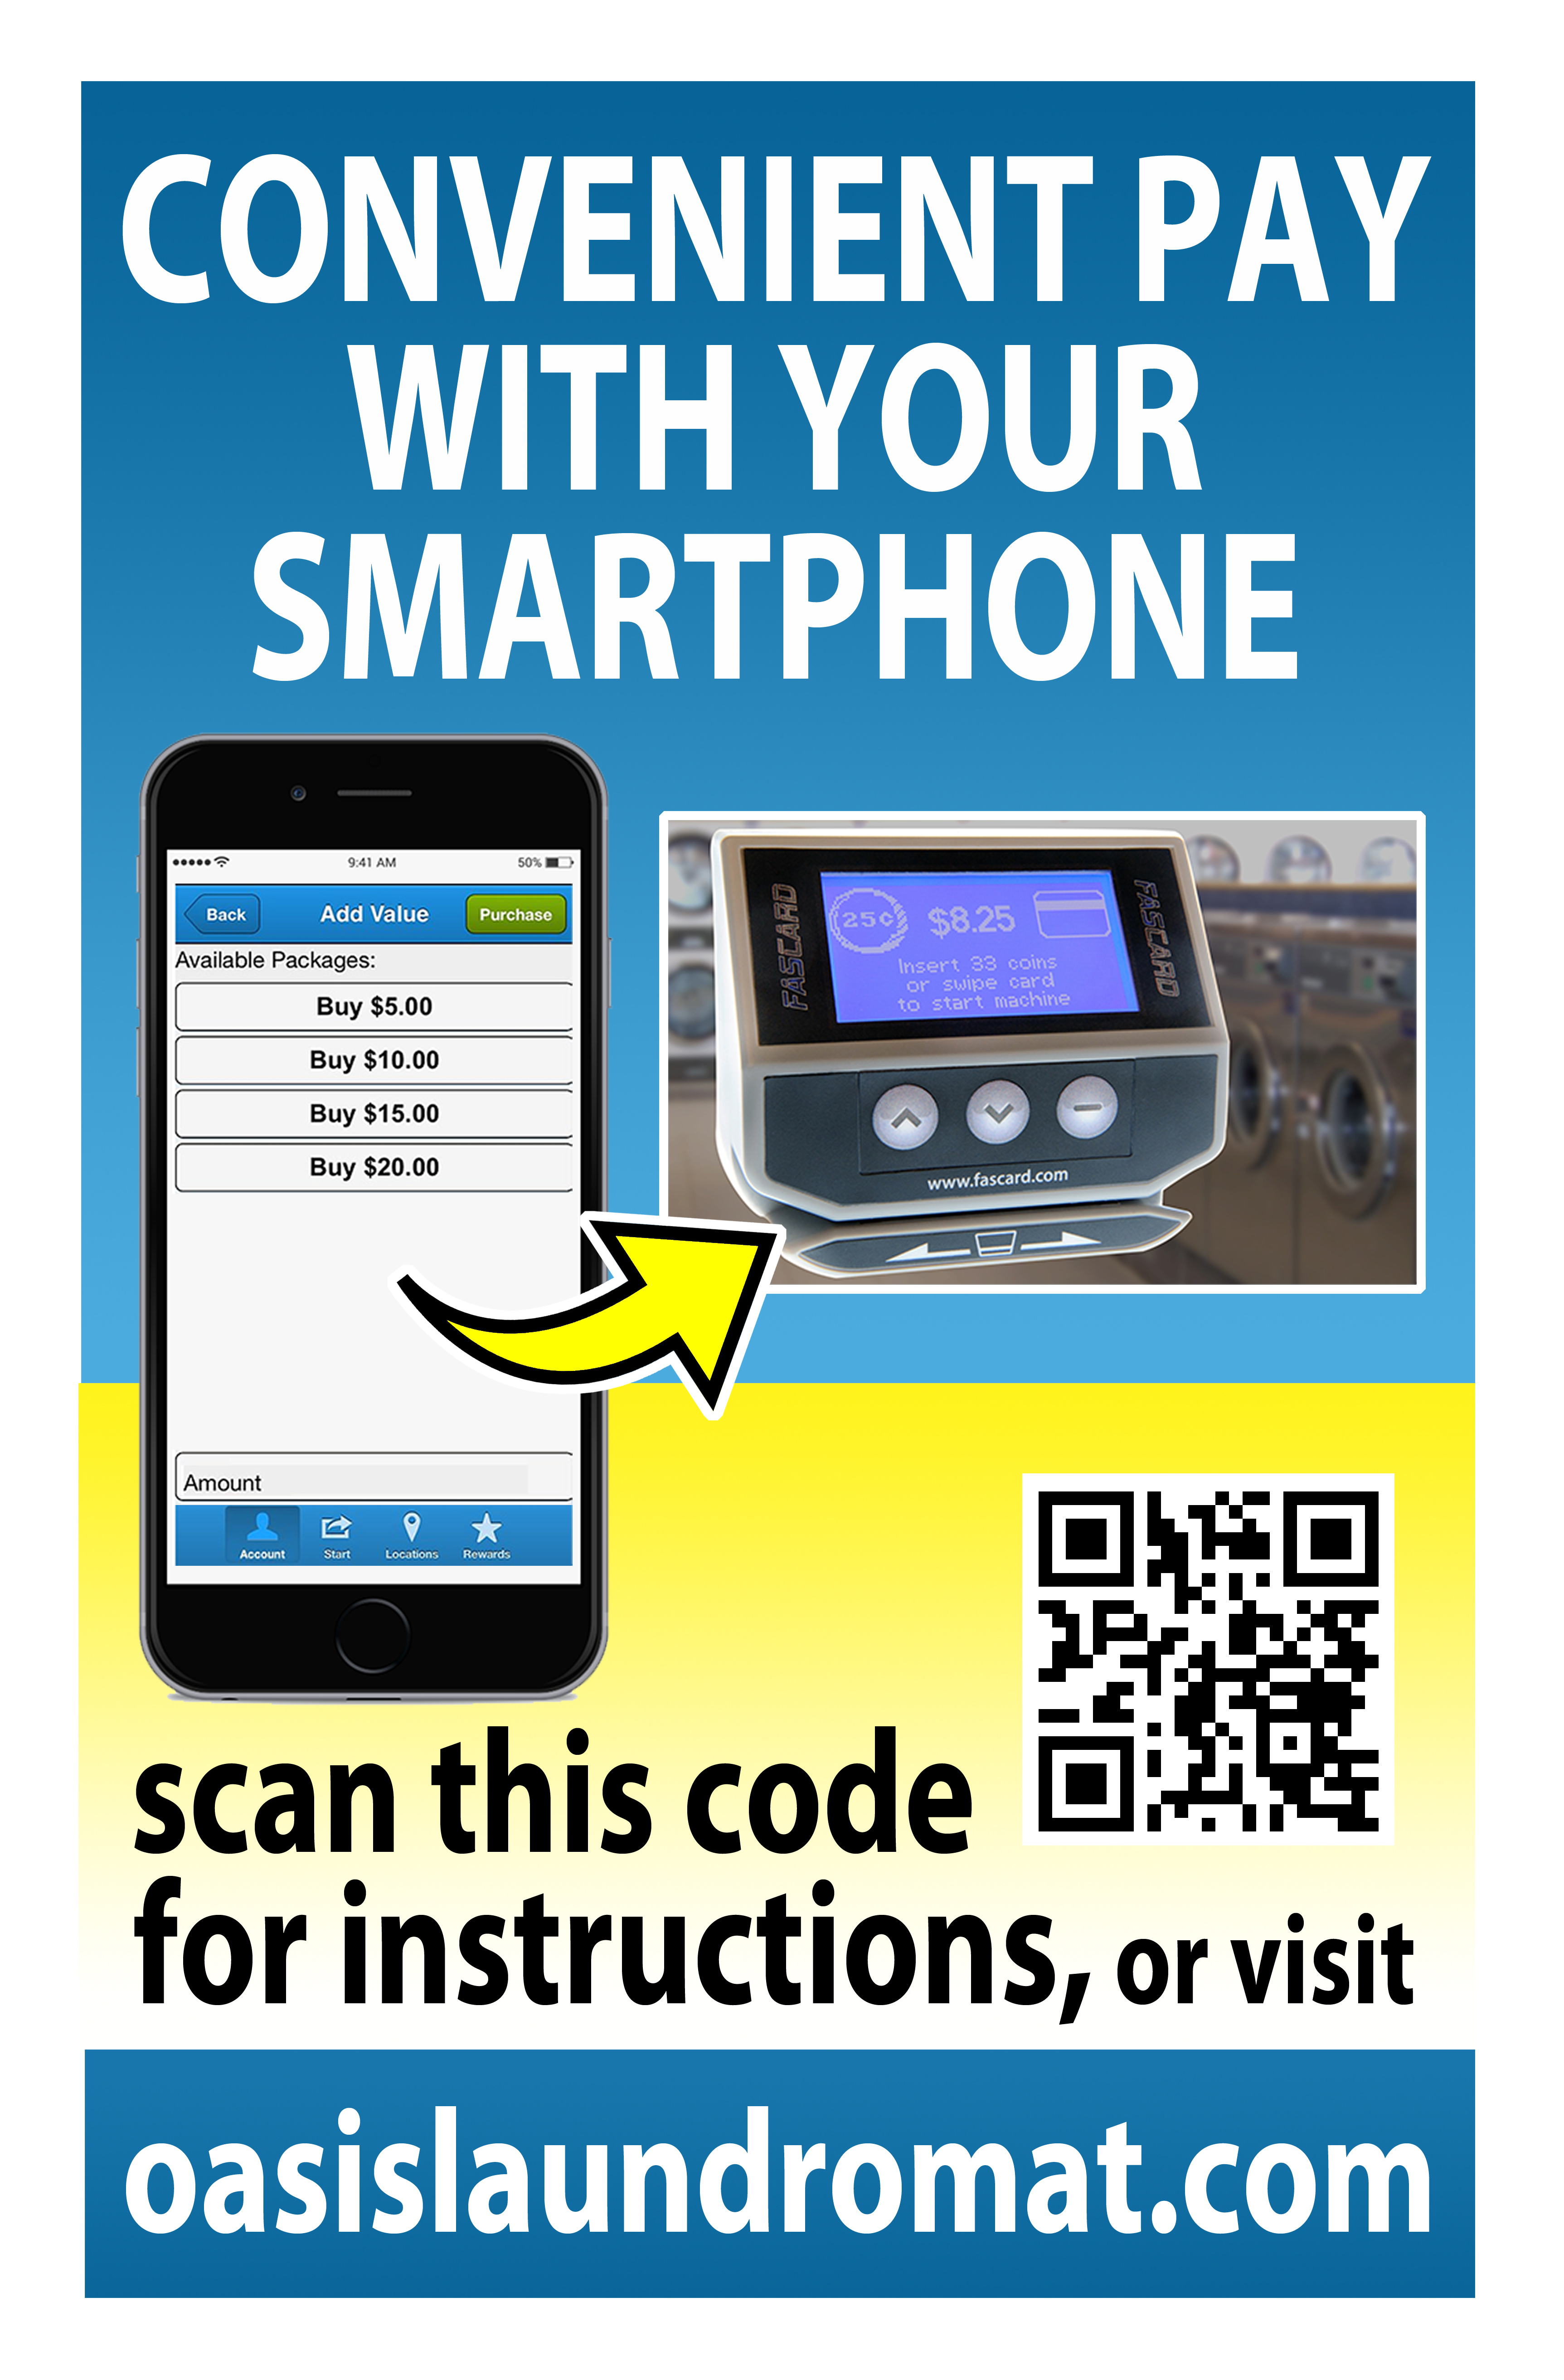 CONVENIENT PAY
WITH YOUR
SMARTPHONE
9:41 AM
50%
Back
Add Value
Purchase
Available Packages:
Buy $5.00
Buy $10.00
Buy $15.00
Buy $20.00
Amount
Account
Start
Locations
Rewards
FASCARD
25¢
$8.25
Insert 33 coins
or swipe card
to start machine
FASCARD
www.fascard.com
scan this code
for instructions, or visit
oasislaundromat.com